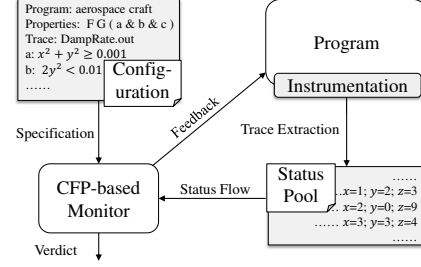 Program: aerospace craft
Properties: F G ( a & b & c )
Trace: DampRate.out
a: x² + y² ≥ 0.001
b: 2y² < 0.01
......
Config-
uration
Program
Instrumentation
Specification
Feedback
Trace Extraction
CFP-based
Monitor
Status Flow
Status
Pool
......
...x=1; y=2; z=3
... x=2; y=0; z=9
...... x=3; y=3; z=4
......
Verdict